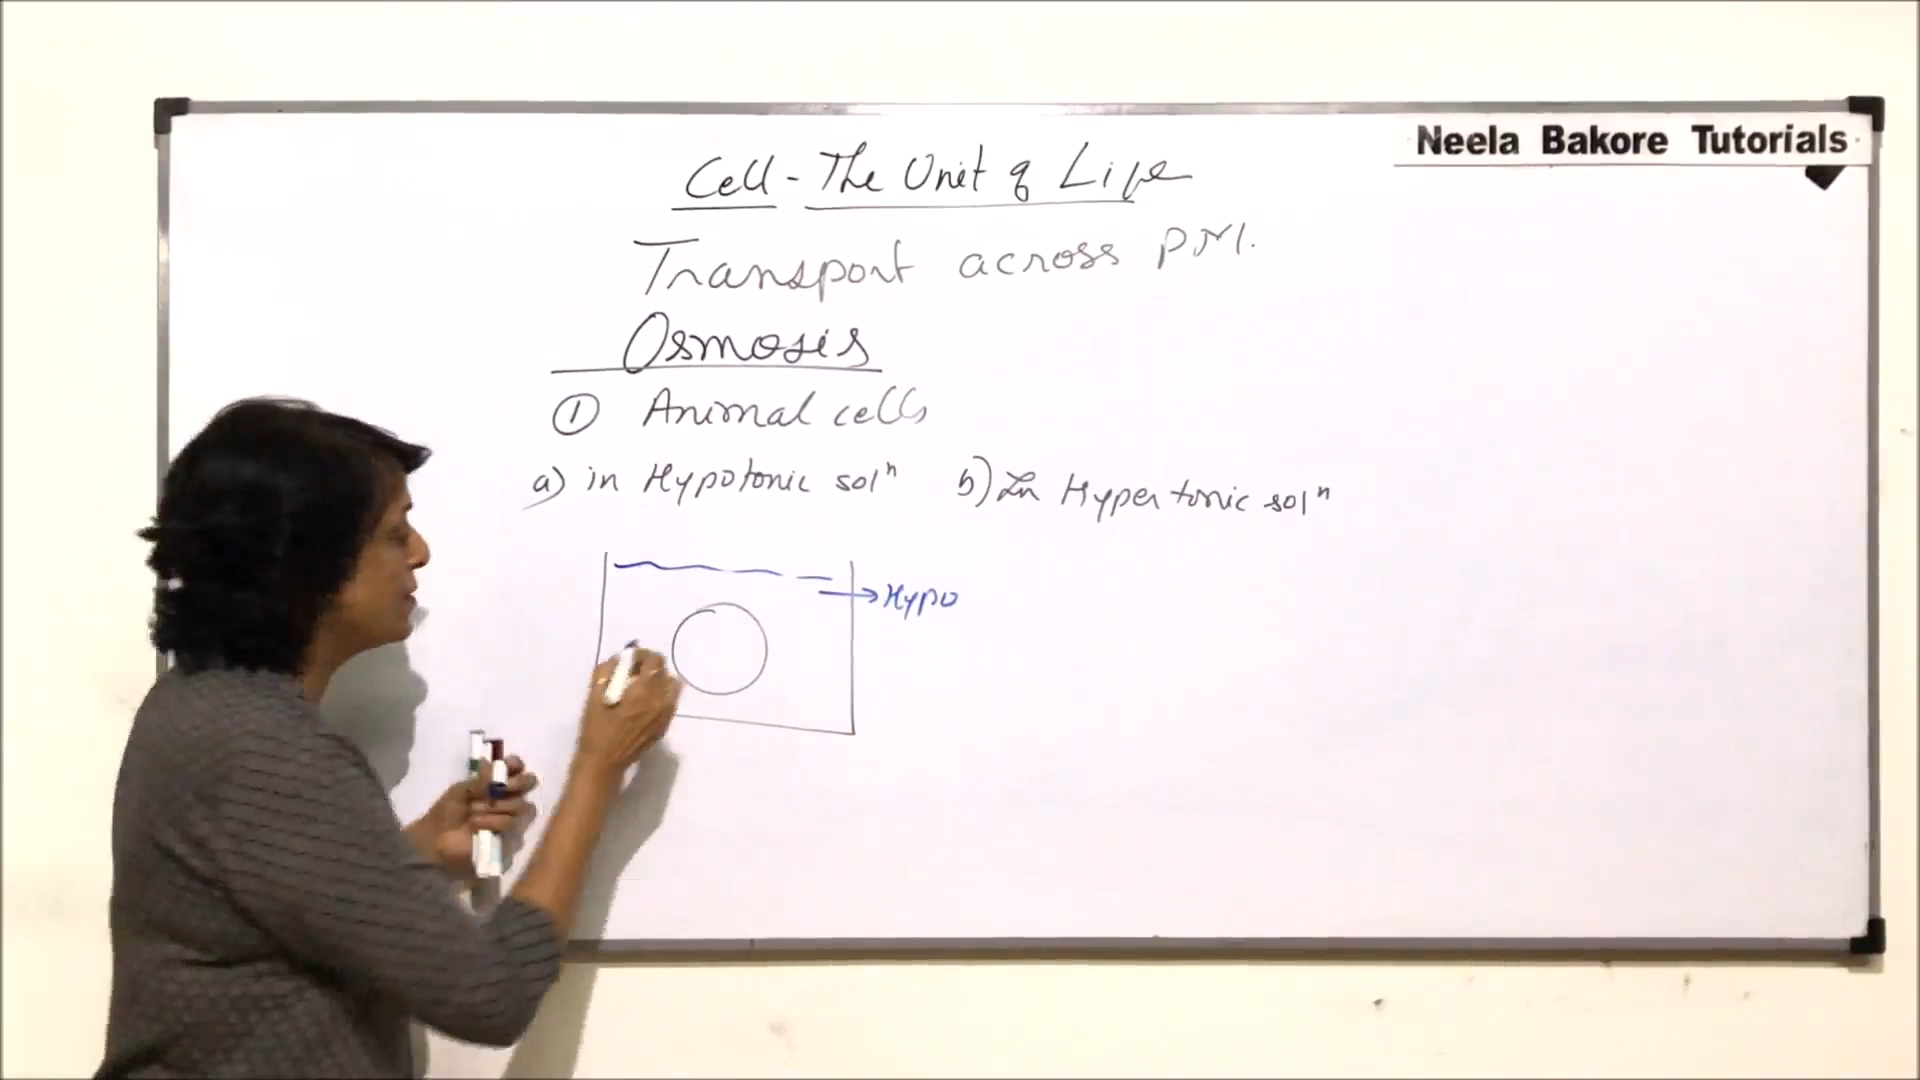 Neela Bakore Tutorials
Cell - The Unit of Life
Transport across P.M.
Osmosis
① Animal cells
a) in Hypotonic solⁿ b) In Hypertonic solⁿ
Hypo